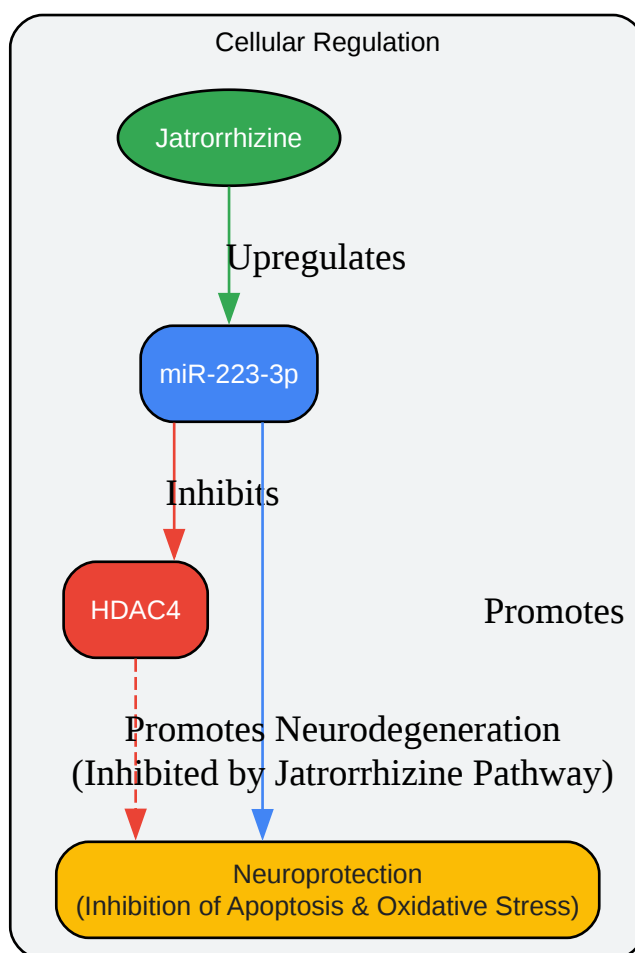 Cellular Regulation
Jatrorrhizine
Upregulates
miR-223-3p
Inhibits
HDAC4
Promotes
Promotes Neurodegeneration
(Inhibited by Jatrorrhizine Pathway)
Neuroprotection
(Inhibition of Apoptosis & Oxidative Stress)